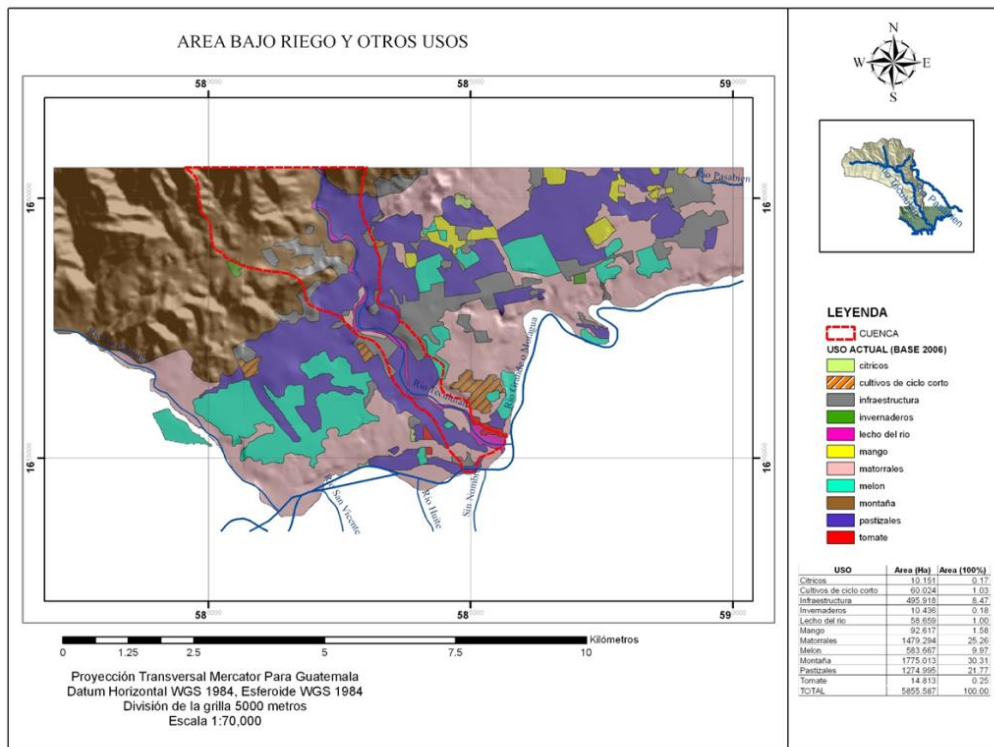 AREA BAJO RIEGO Y OTROS USOS
N
W E
S
58
58
59
16
16
16
16
Rio Pasabien
Rio Grande o Motagua
Rio Teculutan
Rio San Vicente
Rio Huite
Sin Nombre
Rio Teculutan
Rio Pasabien
LEYENDA
CUENCA
USO ACTUAL (BASE 2006)
citricos
cultivos de ciclo corto
infraestructura
invernaderos
lecho del rio
mango
matorrales
melon
montaña
pastizales
tomate
USO Area (Ha) Area (100%)
Citricos 10.151 0.17
Cultivos de ciclo corto 60.024 1.03
Infraestructura 495.918 8.47
Invernaderos 10.436 0.18
Lecho del rio 58.659 1.00
Mango 92.617 1.58
Matorrales 1479.294 25.26
Melon 583.667 9.97
Montaña 1775.013 30.31
Pastizales 1274.995 21.77
Tomate 14.813 0.25
TOTAL 5855.587 100.00
Kilómetros
0 1.25 2.5 5 7.5 10
Proyección Transversal Mercator Para Guatemala
Datum Horizontal WGS 1984, Esferoide WGS 1984
División de la grilla 5000 metros
Escala 1:70,000